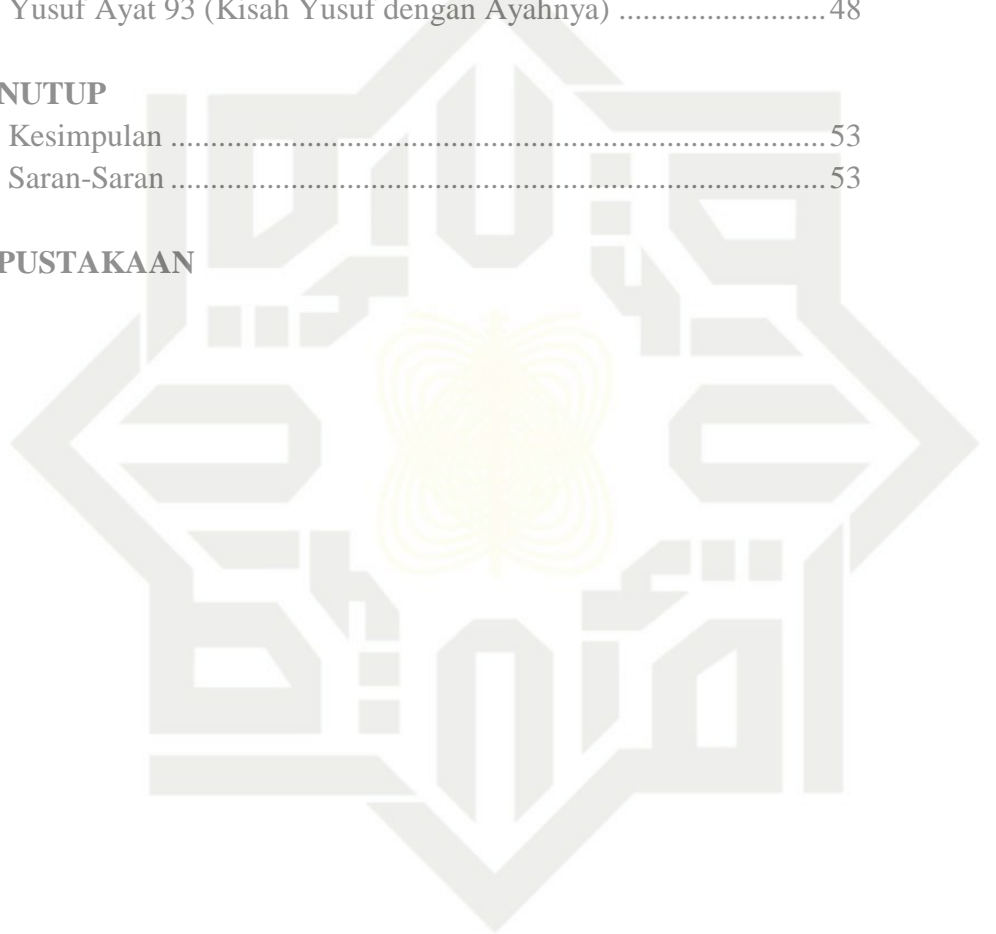 Yusuf Ayat 93 (Kisah Yusuf dengan Ayahnya) .......................... 48
NUTUP
Kesimpulan .................................................................................. 53
Saran-Saran .................................................................................. 53
PUSTAKAAN